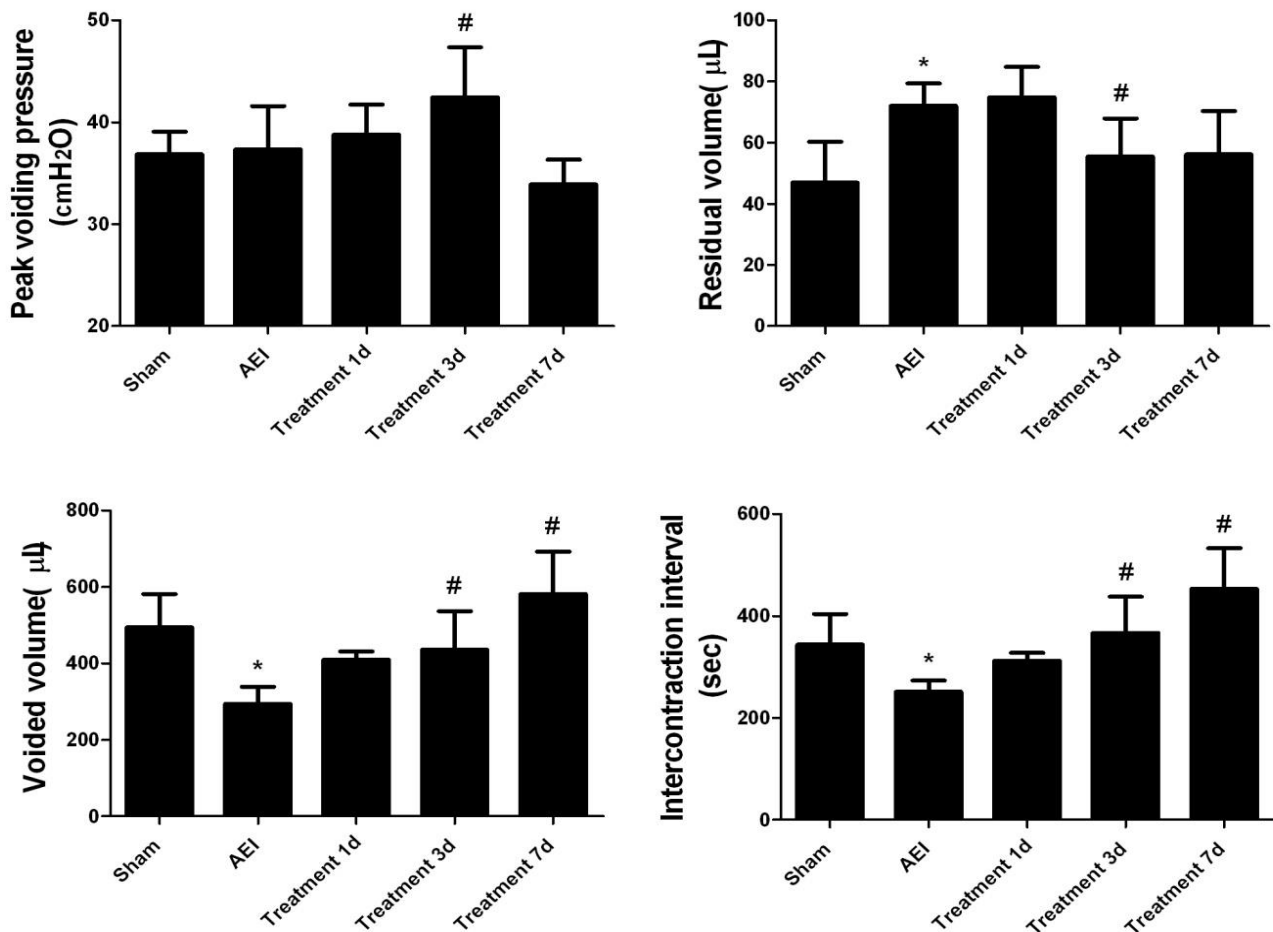 Peak voiding pressure
(cmH2O)
50
40
30
20
#
Sham
AEI
Treatment 1d
Treatment 3d
Treatment 7d
Residual volume( μL)
100
80
60
40
20
0
*
#
Sham
AEI
Treatment 1d
Treatment 3d
Treatment 7d
Voided volume( μL)
800
600
400
200
0
*
#
#
Sham
AEI
Treatment 1d
Treatment 3d
Treatment 7d
Intercontraction interval
(sec)
600
400
200
0
*
#
#
Sham
AEI
Treatment 1d
Treatment 3d
Treatment 7d